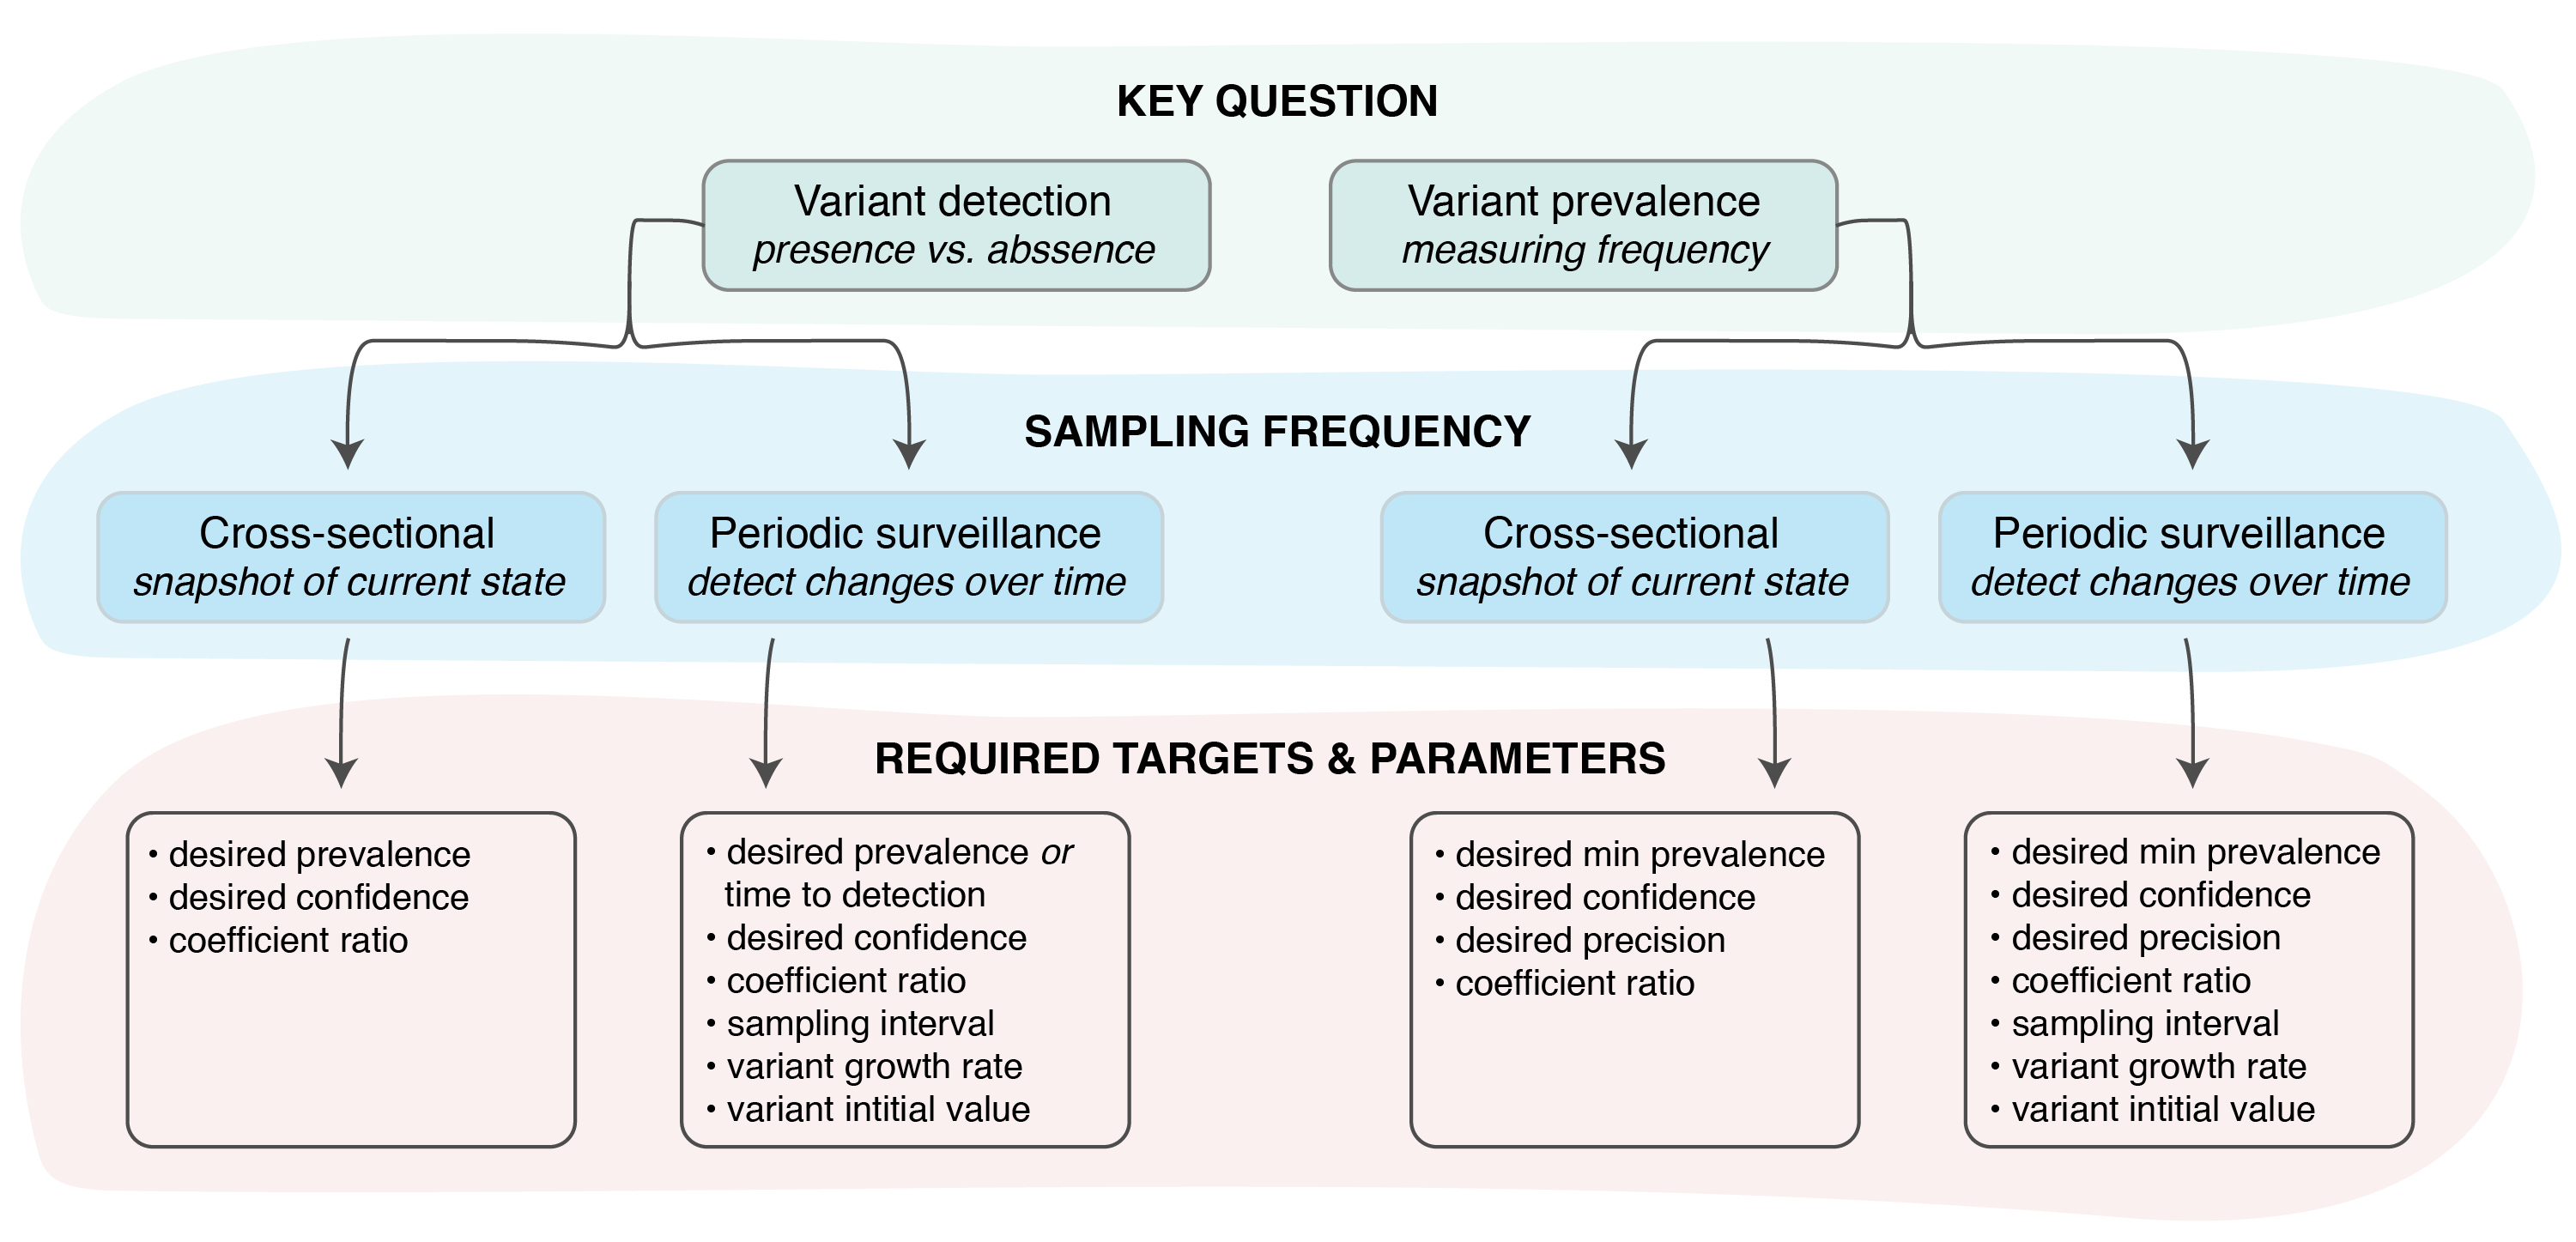 KEY QUESTION
Variant detection
presence vs. abssence
Variant prevalence
measuring frequency
SAMPLING FREQUENCY
Cross-sectional
snapshot of current state
Periodic surveillance
detect changes over time
Cross-sectional
snapshot of current state
Periodic surveillance
detect changes over time
REQUIRED TARGETS & PARAMETERS
• desired prevalence
• desired confidence
• coefficient ratio
• desired prevalence or
time to detection
• desired confidence
• coefficient ratio
• sampling interval
• variant growth rate
• variant intitial value
• desired min prevalence
• desired confidence
• desired precision
• coefficient ratio
• desired min prevalence
• desired confidence
• desired precision
• coefficient ratio
• sampling interval
• variant growth rate
• variant intitial value